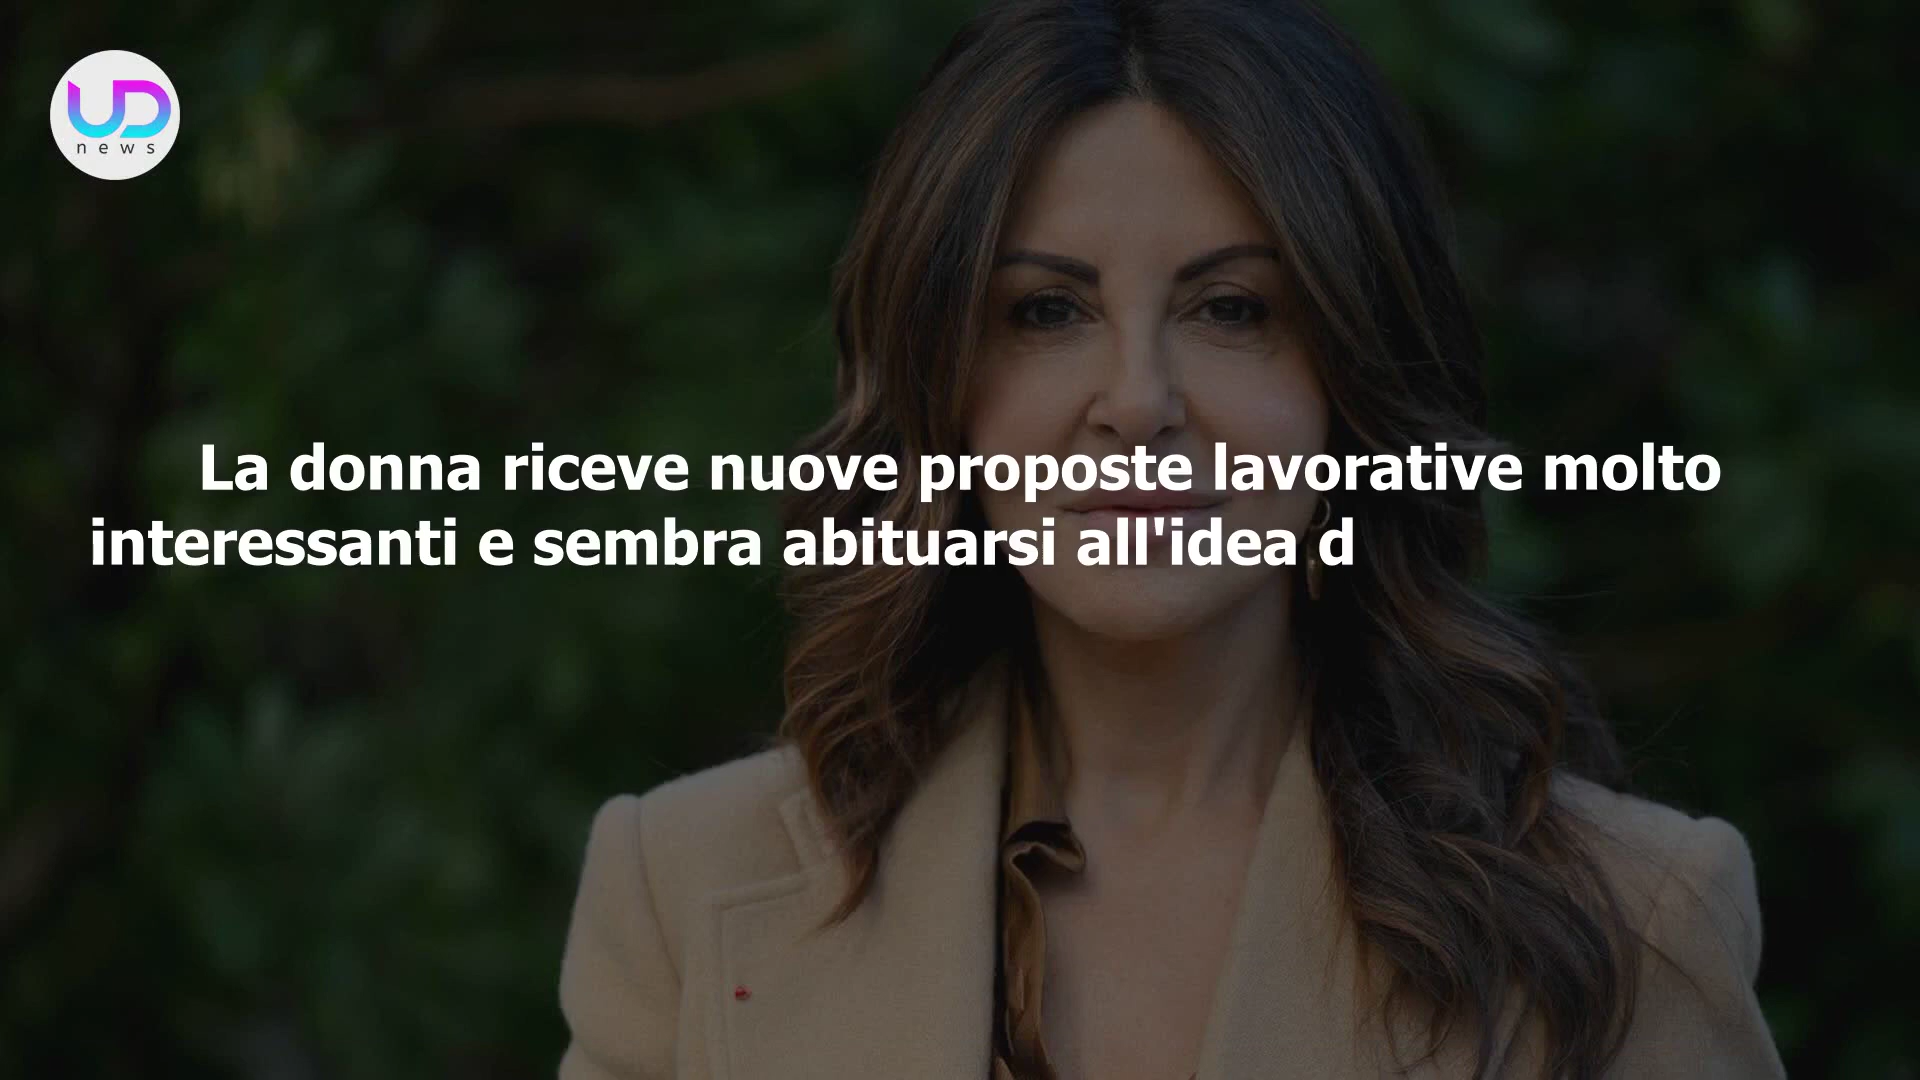 UD
news
La donna riceve nuove proposte lavorative molto
interessanti e sembra abituarsi all'idea d